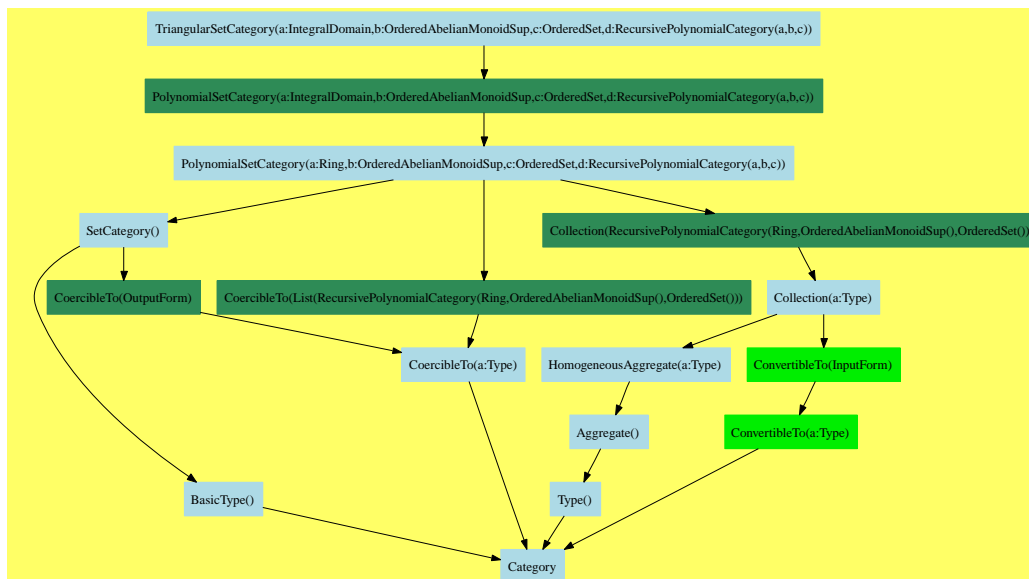 TriangularSetCategory(a:IntegralDomain,b:OrderedAbelianMonoidSup,c:OrderedSet,d:RecursivePolynomialCategory(a,b,c))
PolynomialSetCategory(a:IntegralDomain,b:OrderedAbelianMonoidSup,c:OrderedSet,d:RecursivePolynomialCategory(a,b,c))
PolynomialSetCategory(a:Ring,b:OrderedAbelianMonoidSup,c:OrderedSet,d:RecursivePolynomialCategory(a,b,c))
SetCategory()
Collection(RecursivePolynomialCategory(Ring,OrderedAbelianMonoidSup(),OrderedSet())
CoercibleTo(OutputForm)
CoercibleTo(List(RecursivePolynomialCategory(Ring,OrderedAbelianMonoidSup(),OrderedSet())))
Collection(a:Type)
CoercibleTo(a:Type)
HomogeneousAggregate(a:Type)
ConvertibleTo(InputForm)
Aggregate()
ConvertibleTo(a:Type)
BasicType()
Type()
Category